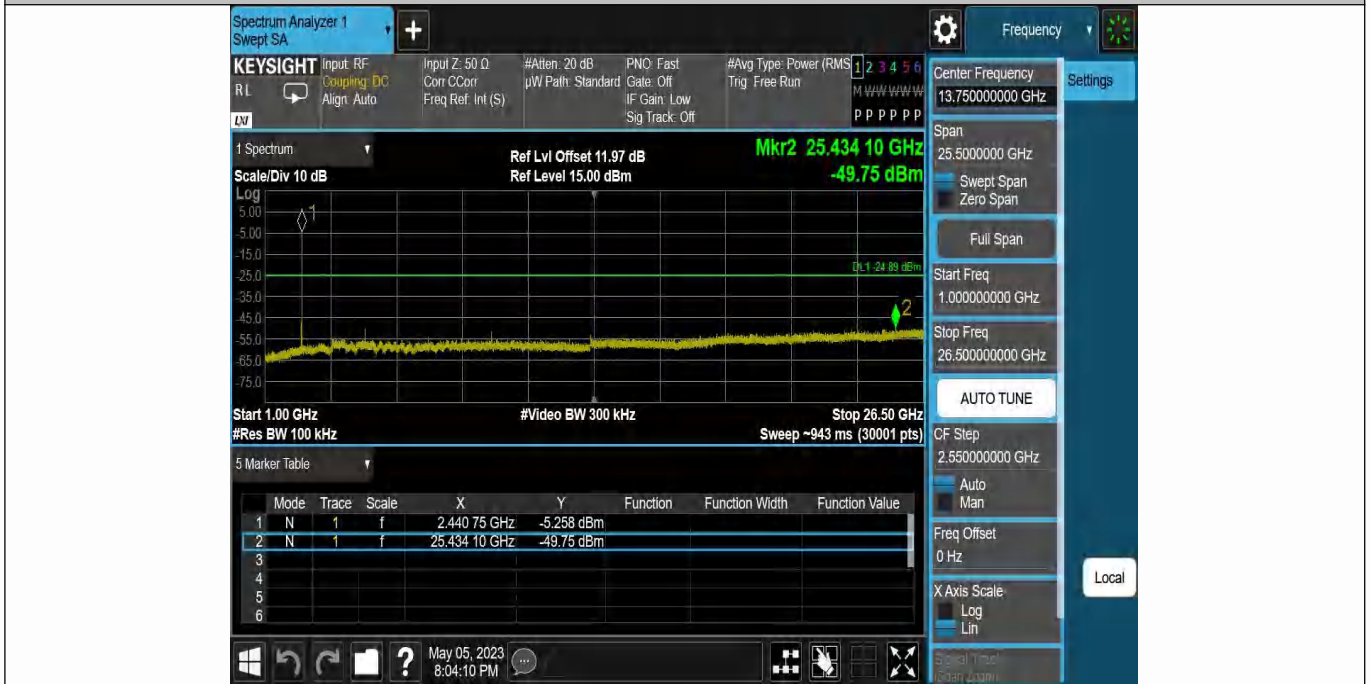 Spectrum Analyzer 1
Swept SA
Frequency
KEYSIGHT
RL
LXI
Input: RF
Coupling: DC
Align: Auto
Input Z: 50 Ω
Corr CCorr
Freq Ref: Int (S)
#Atten: 20 dB
µW Path: Standard
PNO: Fast
Gate: Off
IF Gain: Low
Sig Track: Off
#Avg Type: Power (RMS
Trig: Free Run
1 2 3 4 5 6
M W W W W W
P P P P P P
1 Spectrum
Scale/Div 10 dB
Ref Lvl Offset 11.97 dB
Ref Level 15.00 dBm
Mkr2 25.434 10 GHz
-49.75 dBm
Log
5.00
-5.00
-15.0
-25.0
-35.0
-45.0
-55.0
-65.0
-75.0
1
DL1 -24.89 dBm
2
Start 1.00 GHz
#Video BW 300 kHz
Stop 26.50 GHz
#Res BW 100 kHz
Sweep ~943 ms (30001 pts)
5 Marker Table
Mode Trace Scale X Y Function Function Width Function Value
1 N 1 f 2.440 75 GHz -5.258 dBm
2 N 1 f 25.434 10 GHz -49.75 dBm
3
4
5
6
May 05, 2023
8:04:10 PM
Center Frequency
13.750000000 GHz
Settings
Span
25.5000000 GHz
Swept Span
Zero Span
Full Span
Start Freq
1.000000000 GHz
Stop Freq
26.500000000 GHz
AUTO TUNE
CF Step
2.550000000 GHz
Auto
Man
Freq Offset
0 Hz
X Axis Scale
Log
Lin
Local
Signal Track
(Span Zoom)